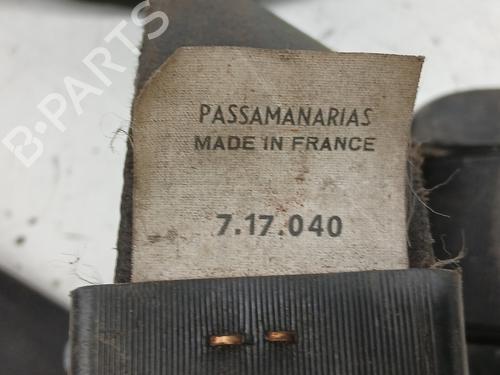 B-PARTS
PASSAMANARIAS
MADE IN FRANCE
7.17.040